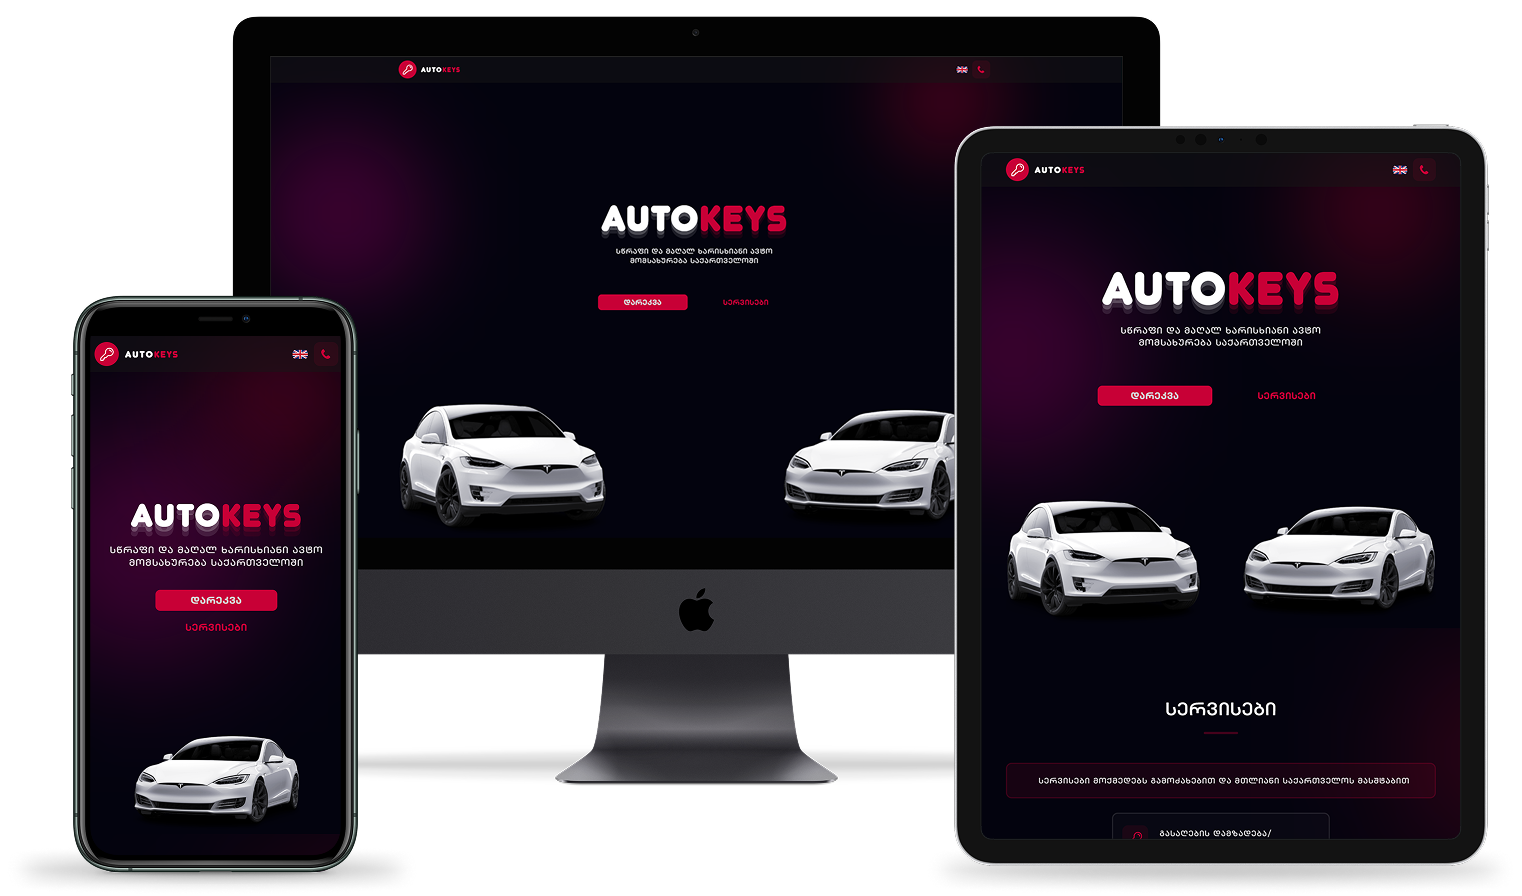 AUTOKEYS
AUTOKEYS
სწრაფი და მაღალ ხარისხიანი ავტო
მომსახურება საქართველოში
დარეკვა
სერვისები
AUTOKEYS
AUTOKEYS
სწრაფი და მაღალ ხარისხიანი ავტო
მომსახურება საქართველოში
დარეკვა
სერვისები
სერვისები
სერვისები მოქმედებს გამოძახებით და მთლიანი საქართველოს მასშტაბით
გასაღების დამზადება/
AUTOKEYS
AUTOKEYS
სწრაფი და მაღალ ხარისხიანი ავტო
მომსახურება საქართველოში
დარეკვა
სერვისები